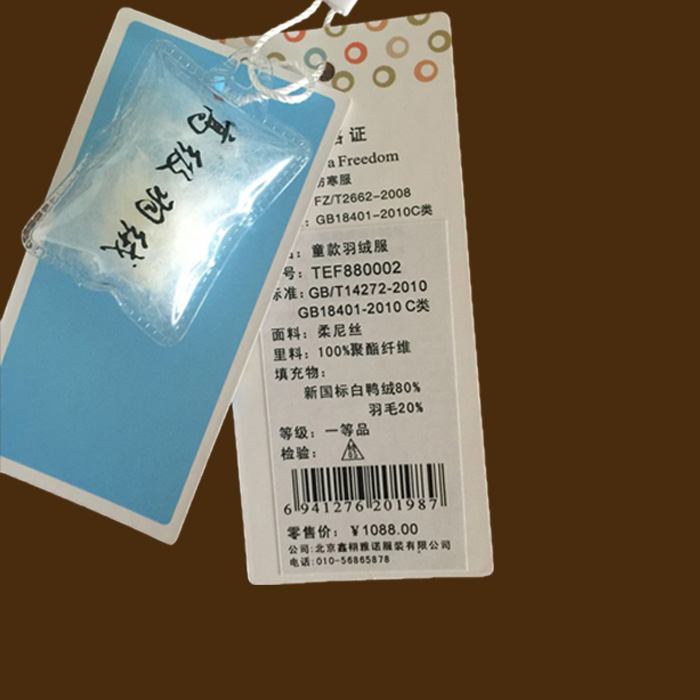 高级羽绒
证
a Freedom
防寒服
FZ/T2662-2008
: GB18401-2010C类
: 童款羽绒服
号: TEF880002
标准: GB/T14272-2010
GB18401-2010 C类
面料: 柔尼丝
里料: 100%聚酯纤维
填充物:
新国标白鸭绒80%
羽毛20%
等级: 一等品
检验:
6 941276 201987
零售价: ¥1088.00
公司:北京鑫栩雅诺服装有限公司
电话:010-56865878